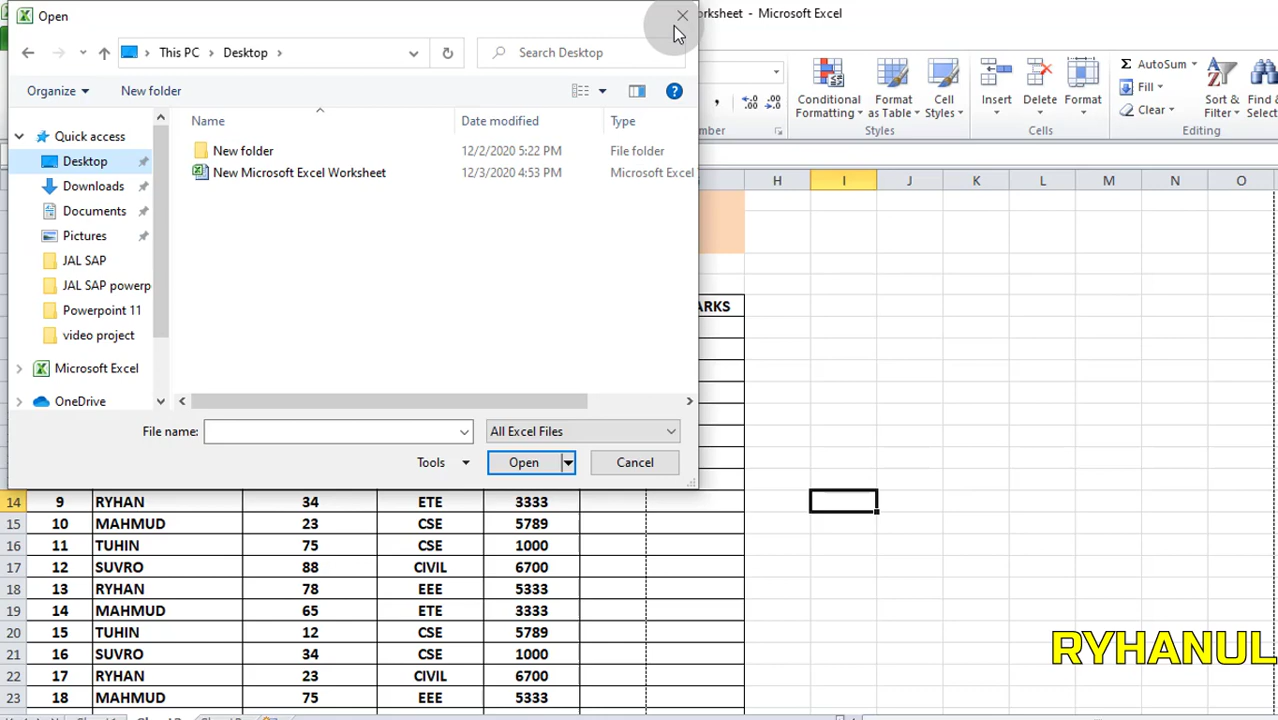 Open
Worksheet - Microsoft Excel
This PC > Desktop >
Search Desktop
Organize
New folder
Quick access
Desktop
Downloads
Documents
Pictures
JAL SAP
JAL SAP powerp
Powerpoint 11
video project
Microsoft Excel
OneDrive
Name Date modified Type
New folder 12/2/2020 5:22 PM File folder
New Microsoft Excel Worksheet 12/3/2020 4:53 PM Microsoft Excel
File name:
All Excel Files
Tools Open Cancel
Conditional Formatting
Format as Table
Cell Styles
Styles
Insert Delete Format
Cells
Σ AutoSum
Fill
Clear
Sort & Filter
Find & Selec
Editing
mber
H I J K L M N O
ARKS
14 9 RYHAN 34 ETE 3333
15 10 MAHMUD 23 CSE 5789
16 11 TUHIN 75 CSE 1000
17 12 SUVRO 88 CIVIL 6700
18 13 RYHAN 78 EEE 5333
19 14 MAHMUD 65 ETE 3333
20 15 TUHIN 12 CSE 5789
21 16 SUVRO 34 CSE 1000
22 17 RYHAN 23 CIVIL 6700
23 18 MAHMUD 75 EEE 5333
RYHANUL